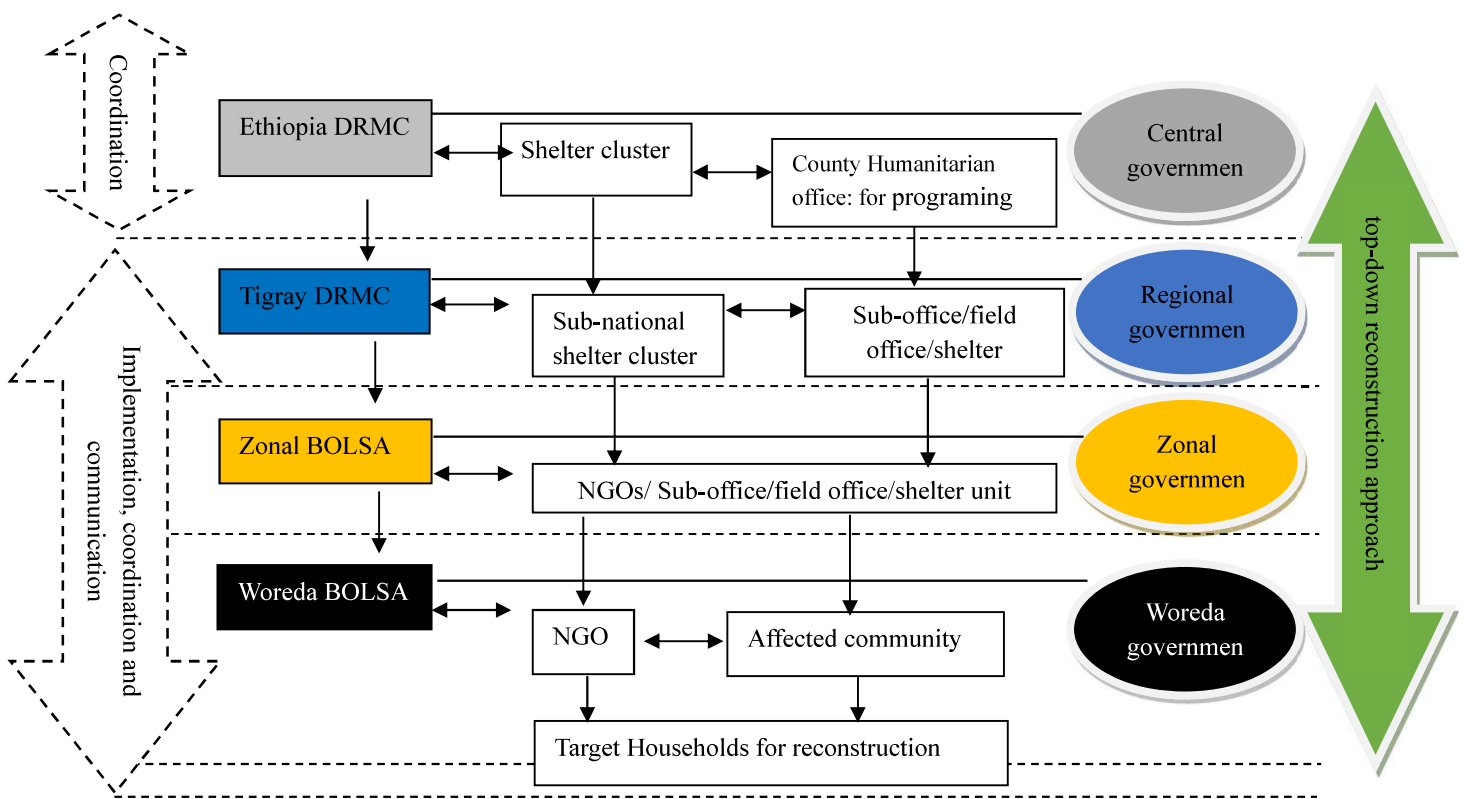 Coordination
Ethiopia DRMC
Shelter cluster
County Humanitarian
office: for programing
Central
governmen
Tigray DRMC
Sub-national
shelter cluster
Sub-office/field
office/shelter
Regional
governmen
Implementation, coordination and
communication
Zonal BOLSA
NGOs/ Sub-office/field office/shelter unit
Zonal
governmen
Woreda BOLSA
NGO
Affected community
Woreda
governmen
Target Households for reconstruction
top-down reconstruction approach